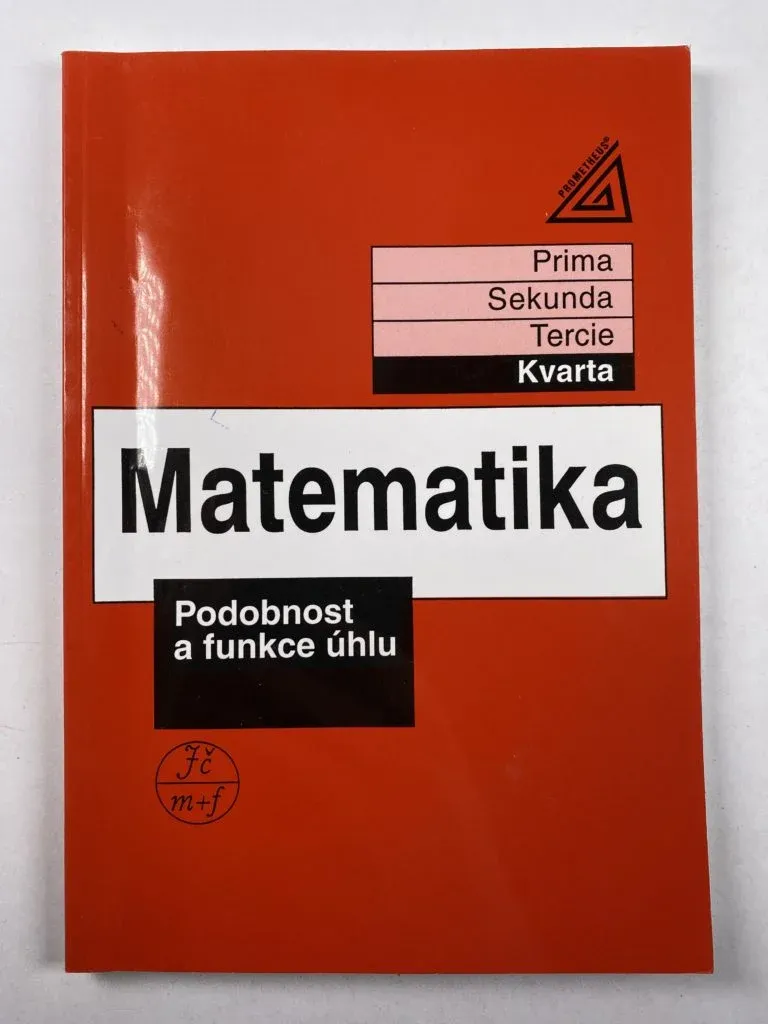 PROMETHEUS®
Prima
Sekunda
Tercie
Kvarta
Matematika
Podobnost
a funkce úhlu
Jč
m+f